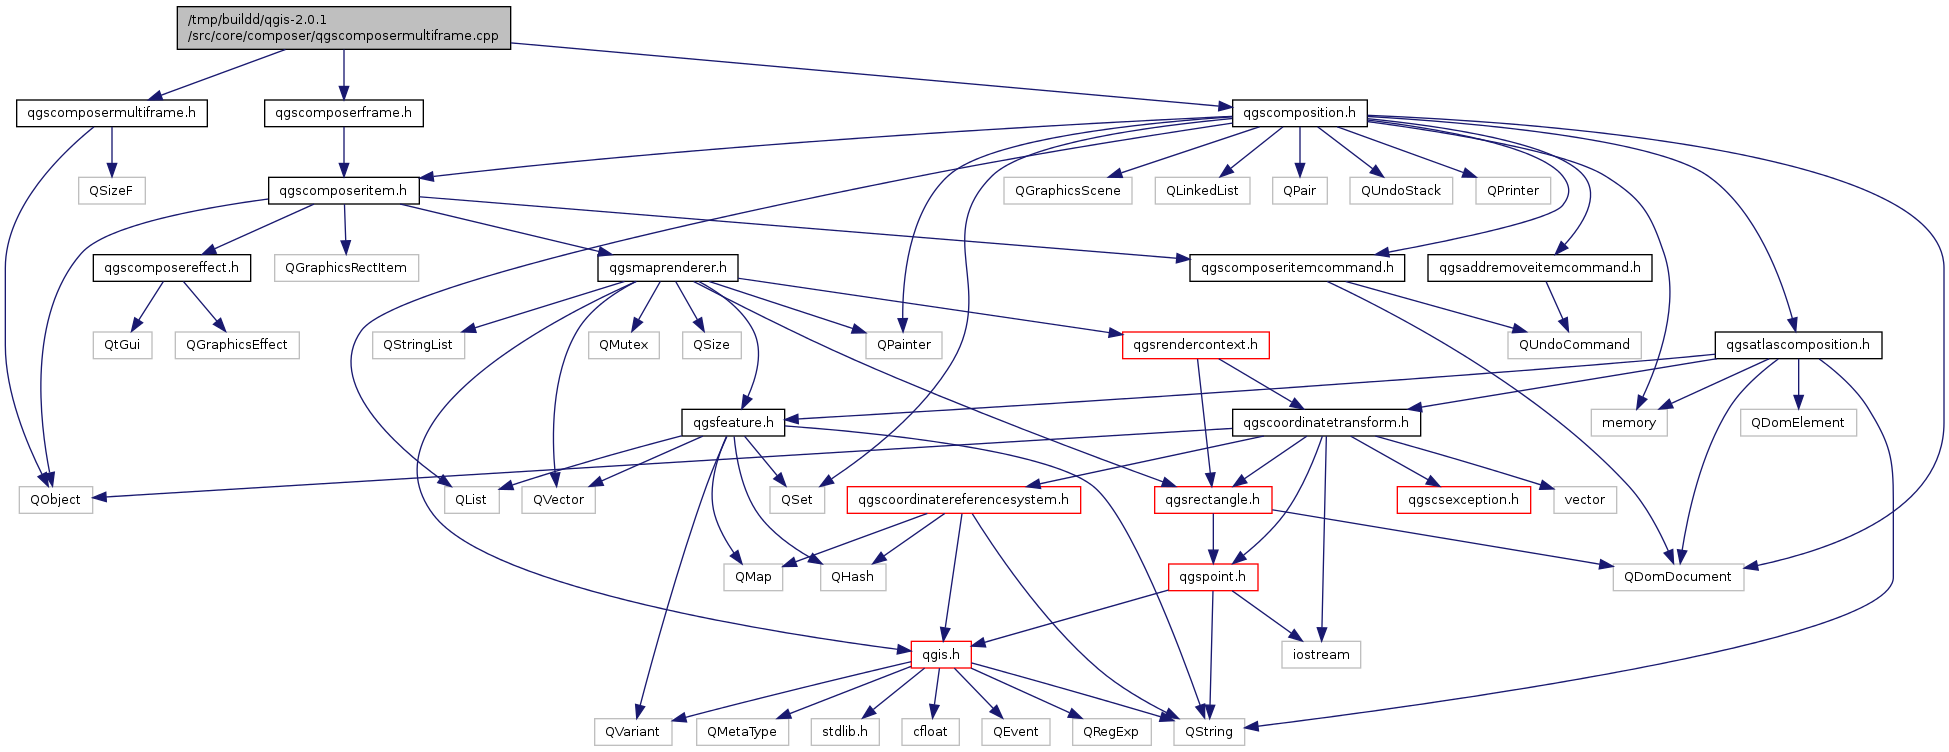 /tmp/buildd/qgis-2.0.1
/src/core/composer/qgscomposermultiframe.cpp
qgscomposermultiframe.h
qgscomposerframe.h
qgscomposition.h
QSizeF
qgscomposeritem.h
QGraphicsScene
QLinkedList
QPair
QUndoStack
QPrinter
qgscomposereffect.h
QGraphicsRectItem
qgsmaprenderer.h
qgscomposeritemcommand.h
qgsaddremoveitemcommand.h
QtGui
QGraphicsEffect
QStringList
QMutex
QSize
QPainter
qgsrendercontext.h
QUndoCommand
qgsatlascomposition.h
qgsfeature.h
qgscoordinatetransform.h
memory
QDomElement
QObject
QList
QVector
QSet
qgscoordinatereferencesystem.h
qgsrectangle.h
qgscsexception.h
vector
QMap
QHash
qgspoint.h
QDomDocument
qgis.h
iostream
QVariant
QMetaType
stdlib.h
cfloat
QEvent
QRegExp
QString